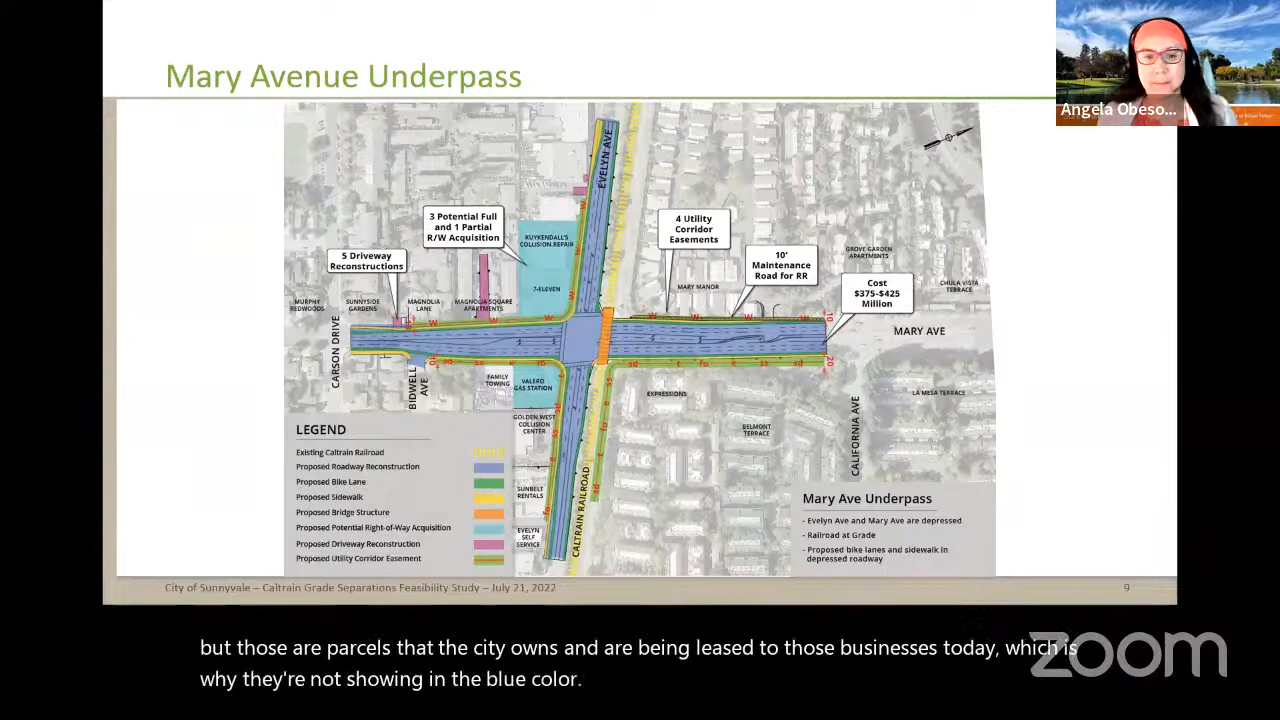 Mary Avenue Underpass
Angela Obeso...
EVELYN AVE
3 Potential Full
and 1 Partial
R/W Acquisition
KUYKENDALL'S
COLLISION REPAIR
4 Utility
Corridor
Easements
5 Driveway
Reconstructions
10'
Maintenance
Road for RR
GROVE GARDEN
APARTMENTS
Cost
$375-$425
Million
CHULA VISTA
TERRACE
7-ELEVEN
MARY MANOR
MURPHY
REDWOODS
SUNNYSIDE
GARDENS
MAGNOLIA
LANE
MAGNOLIA SQUARE
APARTMENTS
MARY AVE
CARSON DRIVE
BIDWELL
AVE
FAMILY
TOWING
VALERO
GAS STATION
EXPRESSIONS
LA MESA TERRACE
GOLDEN WEST
COLLISION
CENTER
BELMONT
TERRACE
CALIFORNIA AVE
CALTRAIN RAILROAD
SUNBELT
RENTALS
EVELYN
SELF
SERVICE
LEGEND
Existing Caltrain Railroad
Proposed Roadway Reconstruction
Proposed Bike Lane
Proposed Sidewalk
Proposed Bridge Structure
Proposed Potential Right-of-Way Acquisition
Proposed Driveway Reconstruction
Proposed Utility Corridor Easement
Mary Ave Underpass
- Evelyn Ave and Mary Ave are depressed
- Railroad at Grade
- Proposed bike lanes and sidewalk in
depressed roadway
City of Sunnyvale – Caltrain Grade Separations Feasibility Study – July 21, 2022
9
but those are parcels that the city owns and are being leased to those businesses today, which is
why they're not showing in the blue color.
zoom